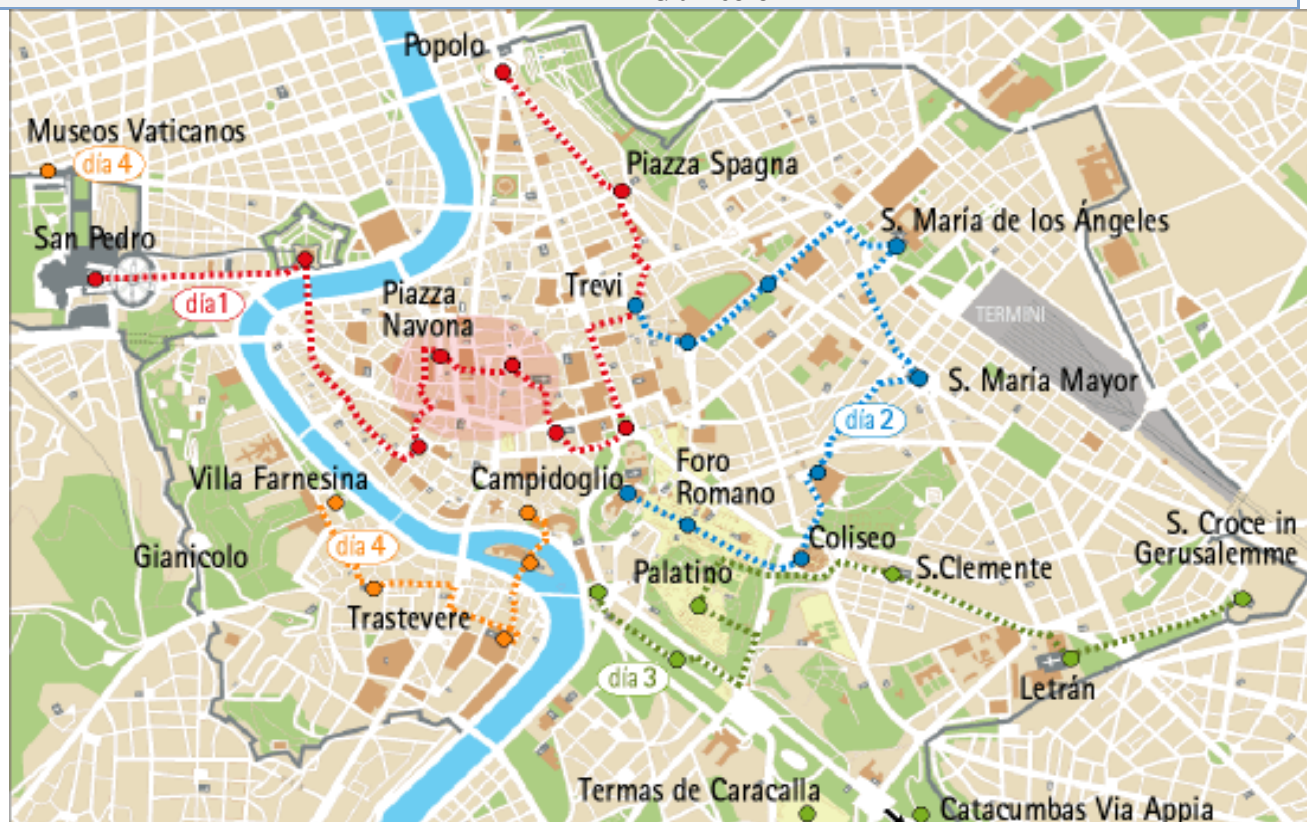 Popolo
Museos Vaticanos
día 4
Piazza Spagna
San Pedro
S. María de los Ángeles
día1
Piazza
Navona
Trevi
TERMINI
S. María Mayor
día 2
Villa Farnesina
Campidoglio
Foro
Romano
S. Croce in
Gerusalemme
Gianicolo
día 4
Coliseo
Palatino
S.Clemente
Trastevere
día 3
Letrán
Termas de Caracalla
Catacumbas Via Appia